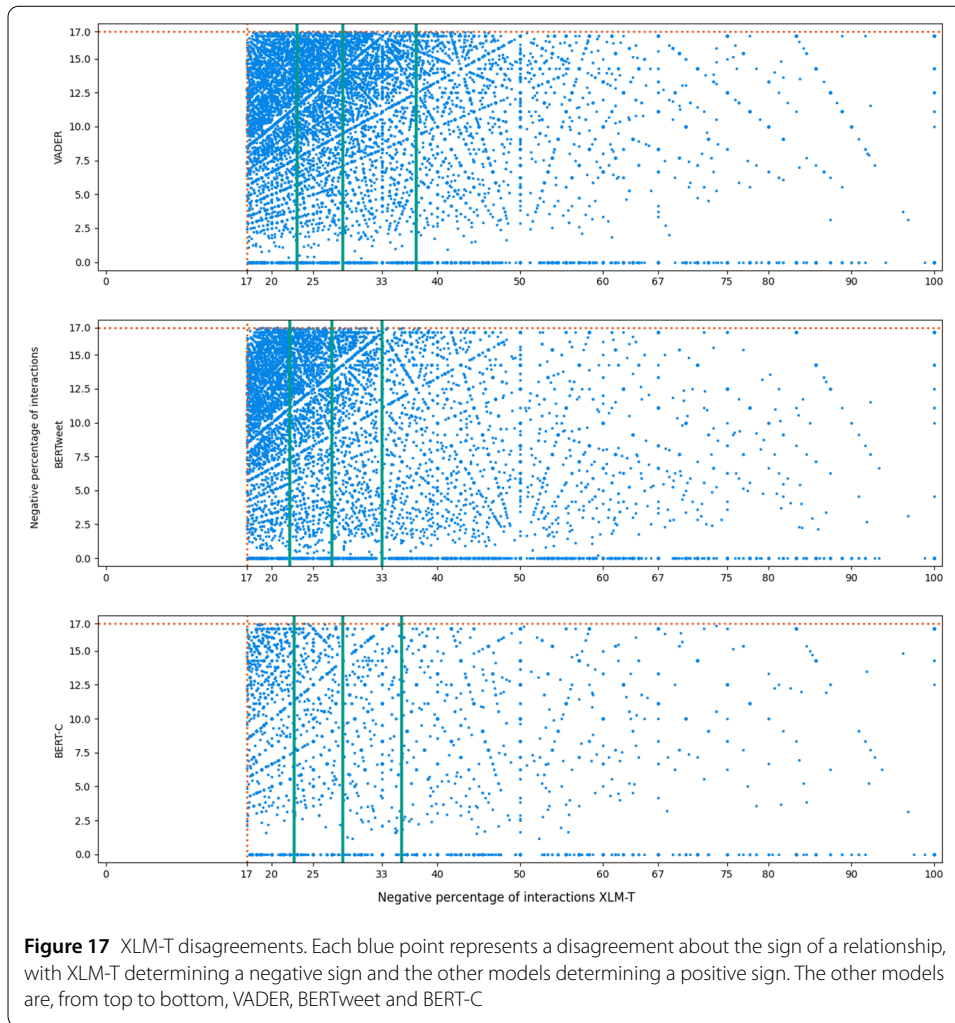 17.0
15.0
12.5
10.0
7.5
5.0
2.5
0.0
VADER
0 17 20 25 28 33 40 50 60 67 75 80 90 100
Negative percentage of interactions
17.0
15.0
12.5
10.0
7.5
5.0
2.5
0.0
BERTweet
0 17 20 25 28 33 40 50 60 67 75 80 90 100
17.0
15.0
12.5
10.0
7.5
5.0
2.5
0.0
BERT-C
0 17 20 25 28 33 40 50 60 67 75 80 90 100
Negative percentage of interactions XLM-T
Figure 17 XLM-T disagreements. Each blue point represents a disagreement about the sign of a relationship,
with XLM-T determining a negative sign and the other models determining a positive sign. The other models
are, from top to bottom, VADER, BERTweet and BERT-C